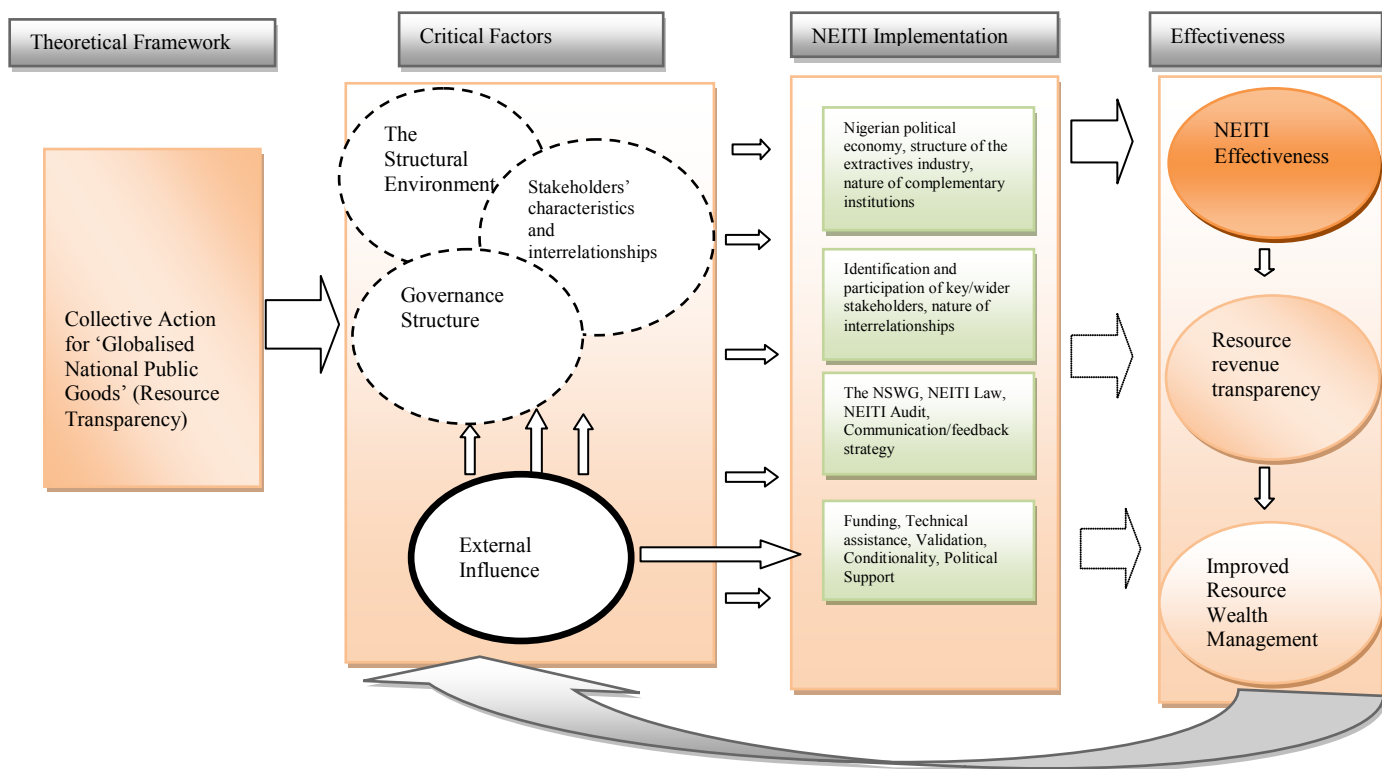 Theoretical Framework
Critical Factors
NEITI Implementation
Effectiveness
Collective Action
for ‘Globalised
National Public
Goods’ (Resource
Transparency)
The
Structural
Environment
Stakeholders’
characteristics
and
interrelationships
Governance
Structure
External
Influence
Nigerian political
economy, structure of the
extractives industry,
nature of complementary
institutions
Identification and
participation of key/wider
stakeholders, nature of
interrelationships
The NSWG, NEITI Law,
NEITI Audit,
Communication/feedback
strategy
Funding, Technical
assistance, Validation,
Conditionality, Political
Support
NEITI
Effectiveness
Resource
revenue
transparency
Improved
Resource
Wealth
Management